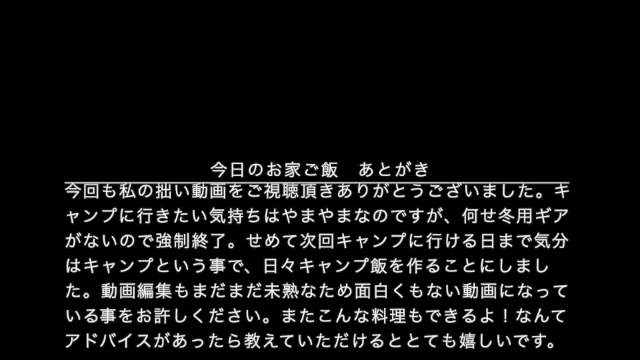 今日のお家ご飯　あとがき
今回も私の拙い動画をご視聴頂きありがとうございました。キ
ャンプに行きたい気持ちはやまやまなのですが、何せ冬用ギア
がないので強制終了。せめて次回キャンプに行ける日まで気分
はキャンプという事で、日々キャンプ飯を作ることにしまし
た。動画編集もまだまだ未熟なため面白くもない動画になって
いる事をお許しください。またこんな料理もできるよ！なんて
アドバイスがあったら教えていただけるととても嬉しいです。